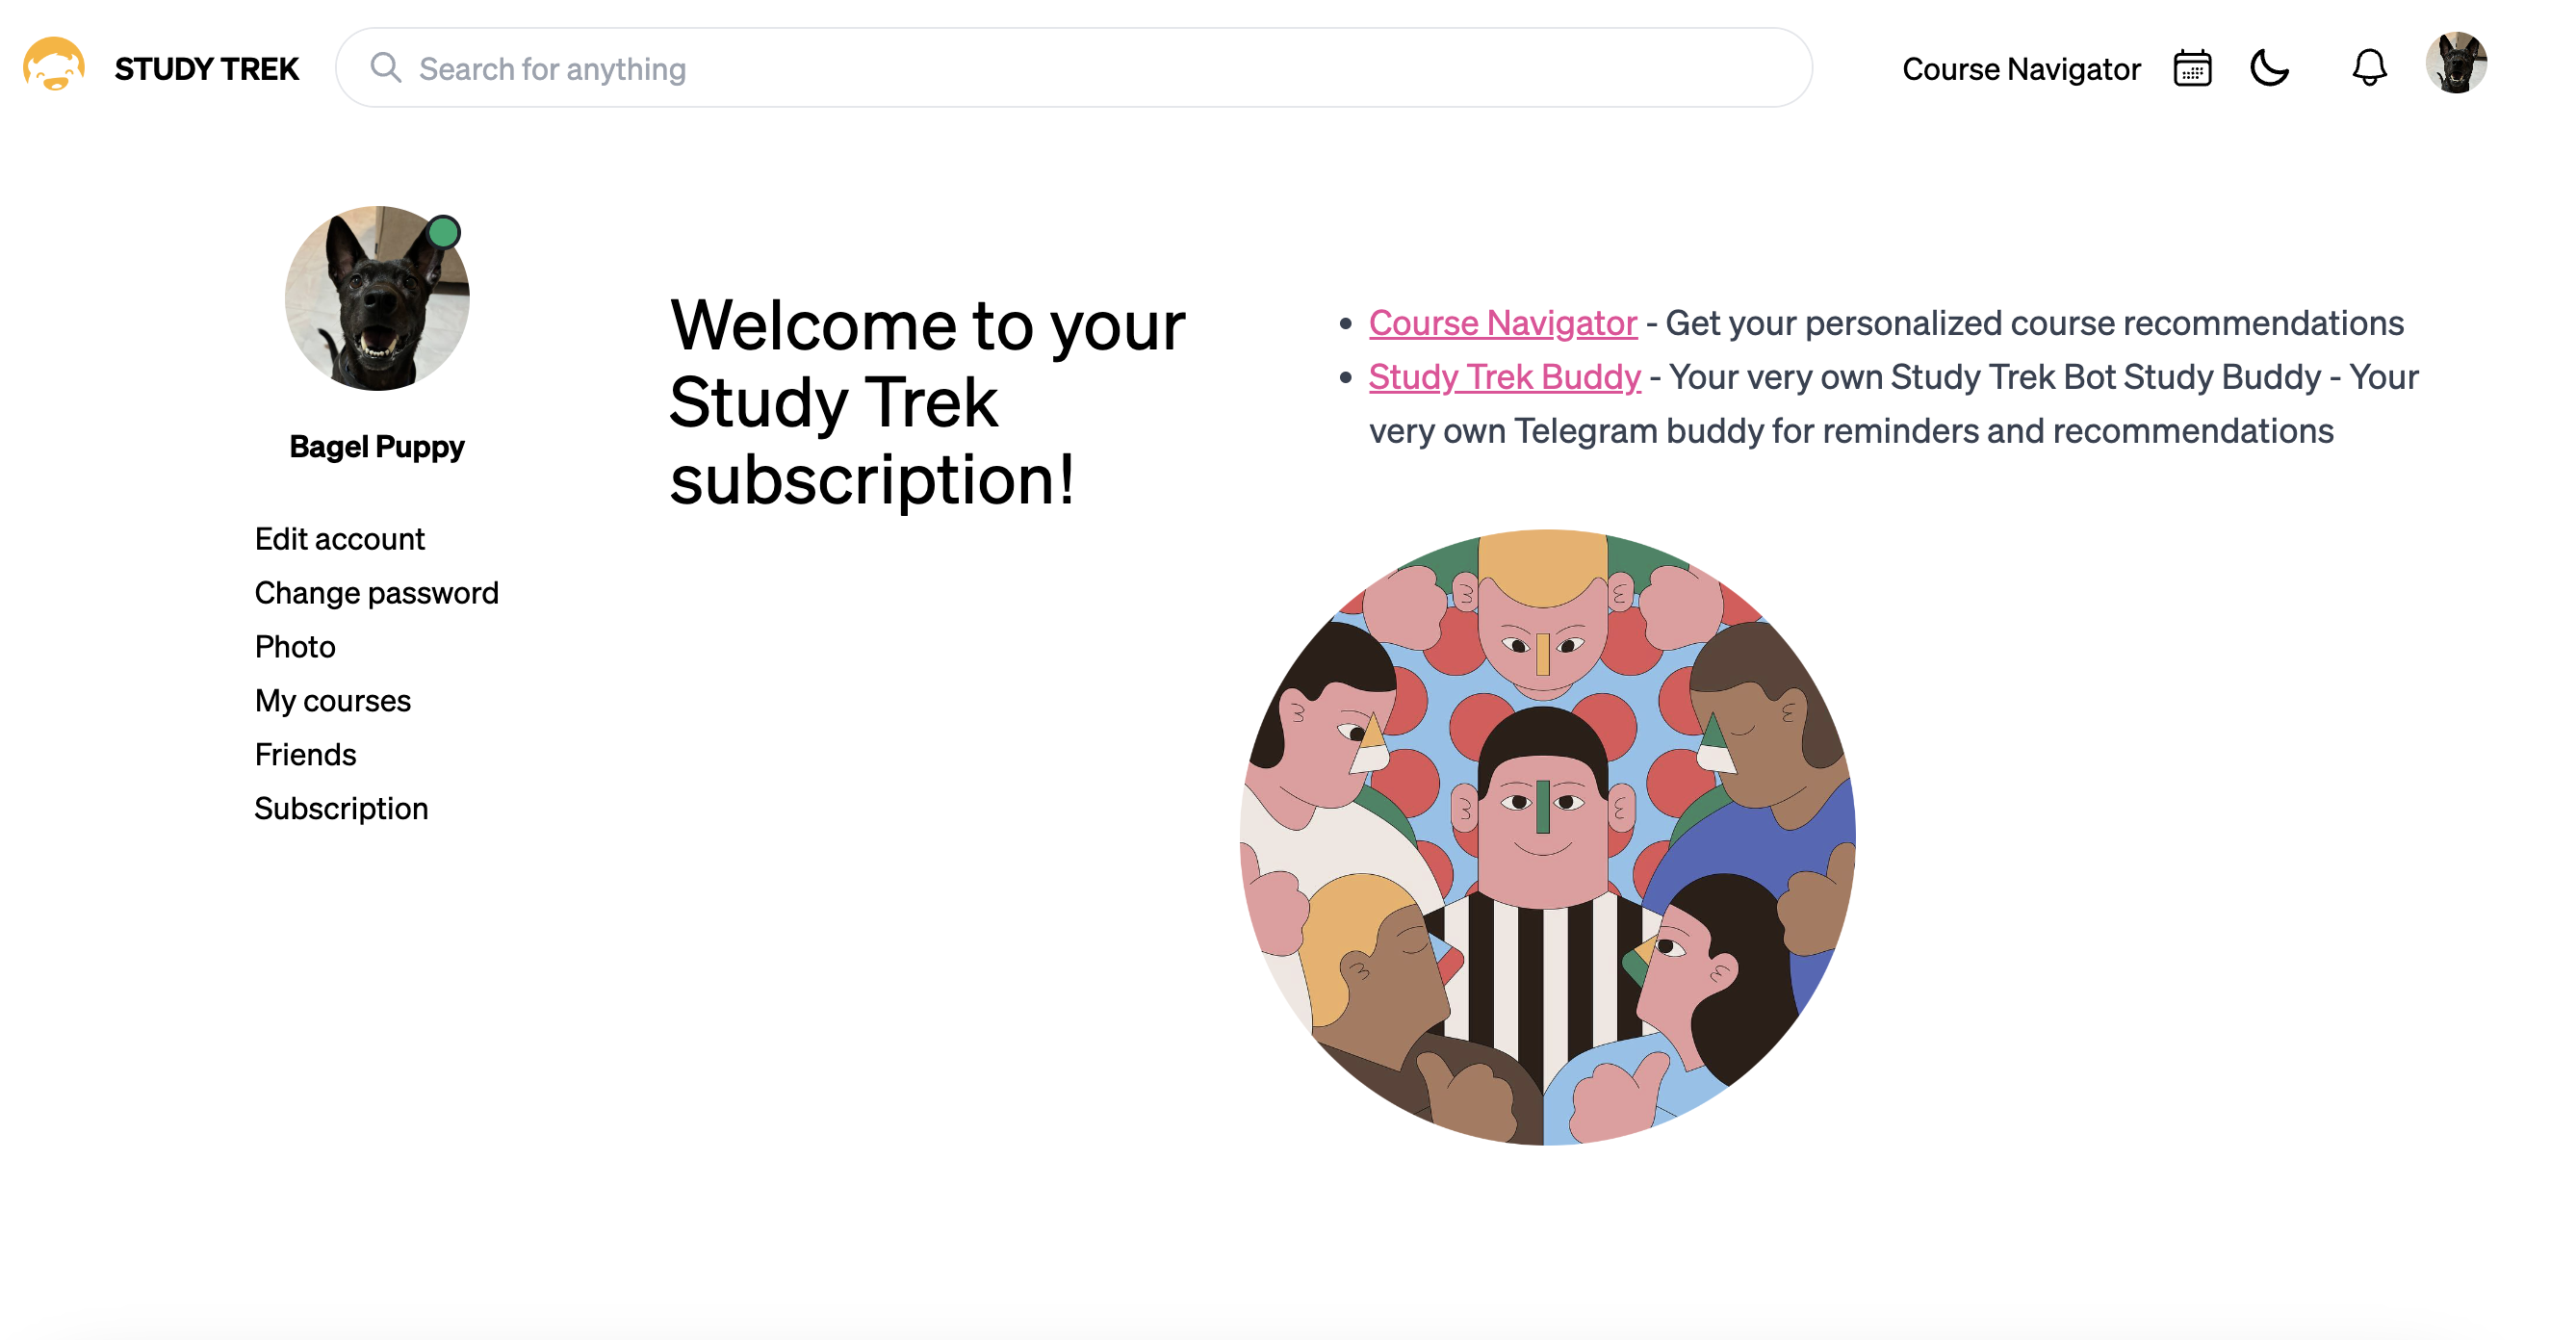 STUDY TREK
Search for anything
Course Navigator
Bagel Puppy
Edit account
Change password
Photo
My courses
Friends
Subscription
Welcome to your
Study Trek
subscription!
Course Navigator - Get your personalized course recommendations
Study Trek Buddy - Your very own Study Trek Bot Study Buddy - Your
very own Telegram buddy for reminders and recommendations